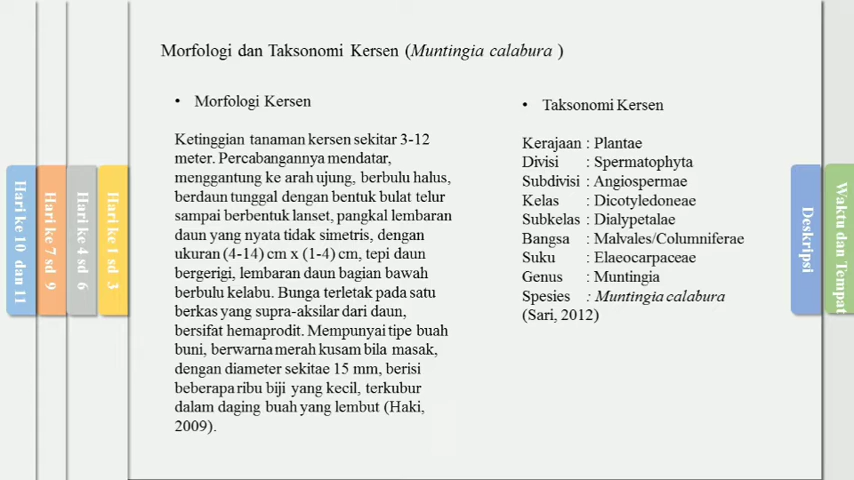 Morfologi dan Taksonomi Kersen (Muntingia calabura )
• Morfologi Kersen
Ketinggian tanaman kersen sekitar 3-12
meter. Percabangannya mendatar,
menggantung ke arah ujung, berbulu halus,
berdaun tunggal dengan bentuk bulat telur
sampai berbentuk lanset, pangkal lembaran
daun yang nyata tidak simetris, dengan
ukuran (4-14) cm x (1-4) cm, tepi daun
bergerigi, lembaran daun bagian bawah
berbulu kelabu. Bunga terletak pada satu
berkas yang supra-aksilar dari daun,
bersifat hemaprodit. Mempunyai tipe buah
buni, berwarna merah kusam bila masak,
dengan diameter sekitae 15 mm, berisi
beberapa ribu biji yang kecil, terkubur
dalam daging buah yang lembut (Haki,
2009).
• Taksonomi Kersen
Kerajaan : Plantae
Divisi : Spermatophyta
Subdivisi : Angiospermae
Kelas : Dicotyledoneae
Subkelas : Dialypetalae
Bangsa : Malvales/Columniferae
Suku : Elaeocarpaceae
Genus : Muntingia
Spesies : Muntingia calabura
(Sari, 2012)
Hari ke 10 dan 11
Hari ke 7 sd 9
Hari ke 4 sd 6
Hari ke 1 sd 3
Deskripsi
Waktu dan Tempat